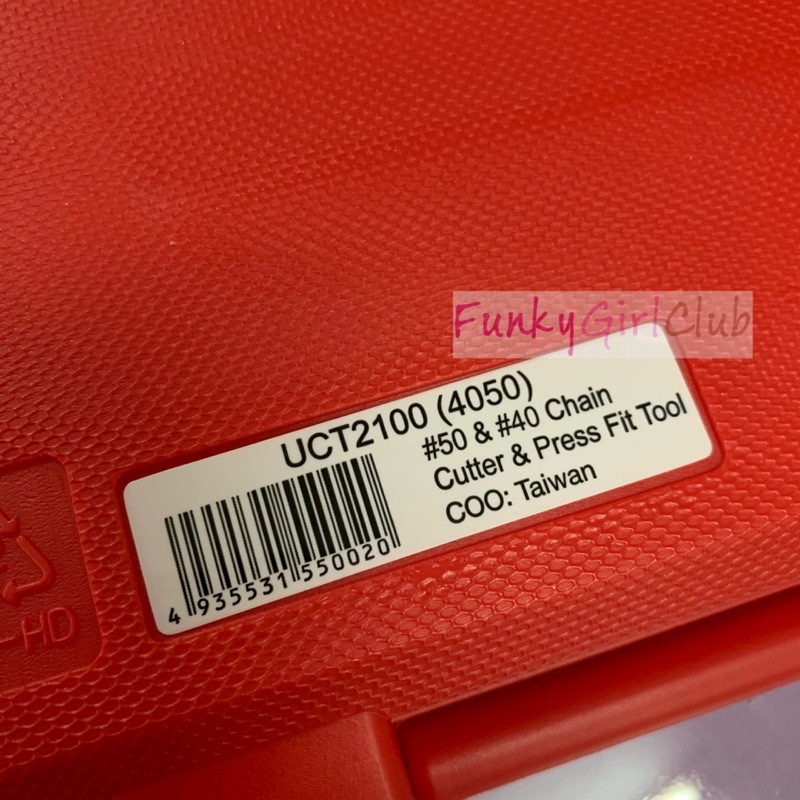 FunkyGirlClub
UCT2100 (4050)
#50 & #40 Chain
Cutter & Press Fit Tool
COO: Taiwan
4 935531 550020
HD